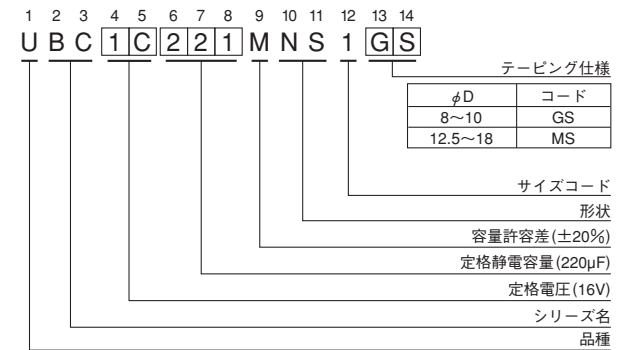 1 2 3 4 5 6 7 8 9 10 11 12 13 14
U B C 1 C 2 2 1 M N S 1 G S
テーピング仕様
φD コード
8～10 GS
12.5～18 MS
サイズコード
形状
容量許容差(±20%)
定格静電容量(220µF)
定格電圧(16V)
シリーズ名
品種